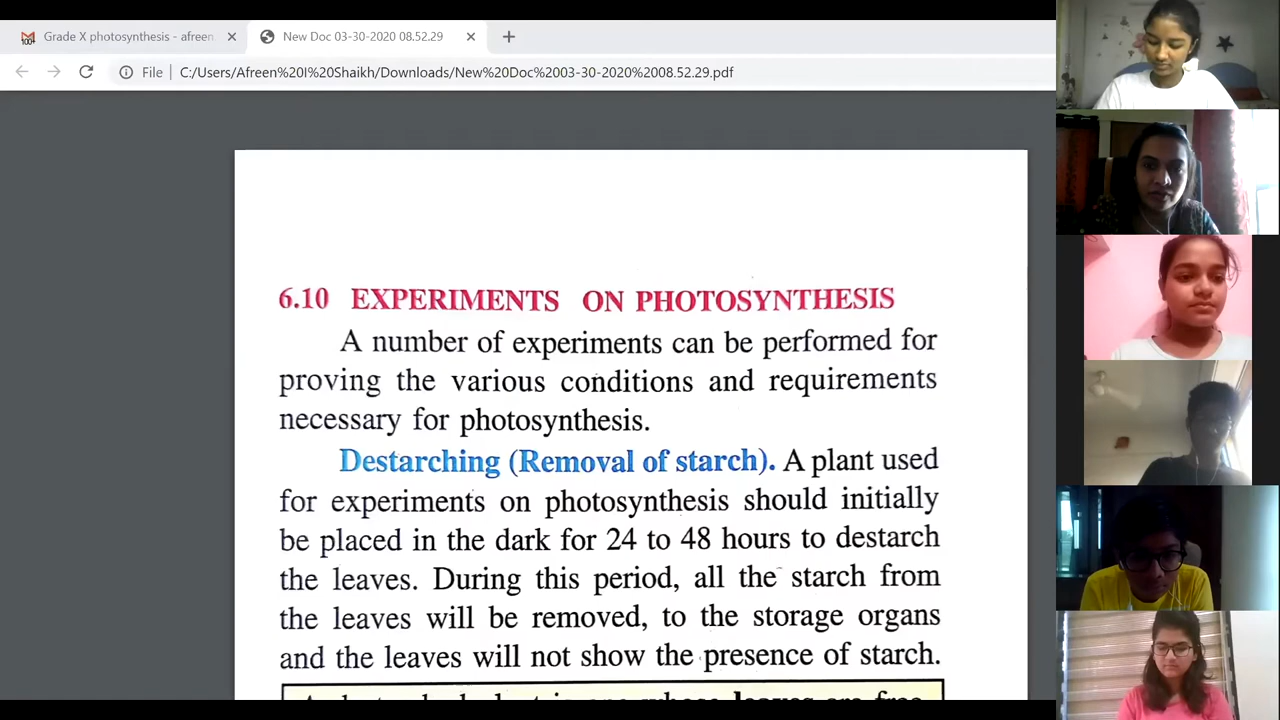 Grade X photosynthesis - afreen
New Doc 03-30-2020 08.52.29
File
C:/Users/Afreen%20I%20Shaikh/Downloads/New%20Doc%2003-30-2020%2008.52.29.pdf
6.10 EXPERIMENTS ON PHOTOSYNTHESIS
A number of experiments can be performed for
proving the various conditions and requirements
necessary for photosynthesis.
Destarching (Removal of starch). A plant used
for experiments on photosynthesis should initially
be placed in the dark for 24 to 48 hours to destarch
the leaves. During this period, all the starch from
the leaves will be removed, to the storage organs
and the leaves will not show the presence of starch.